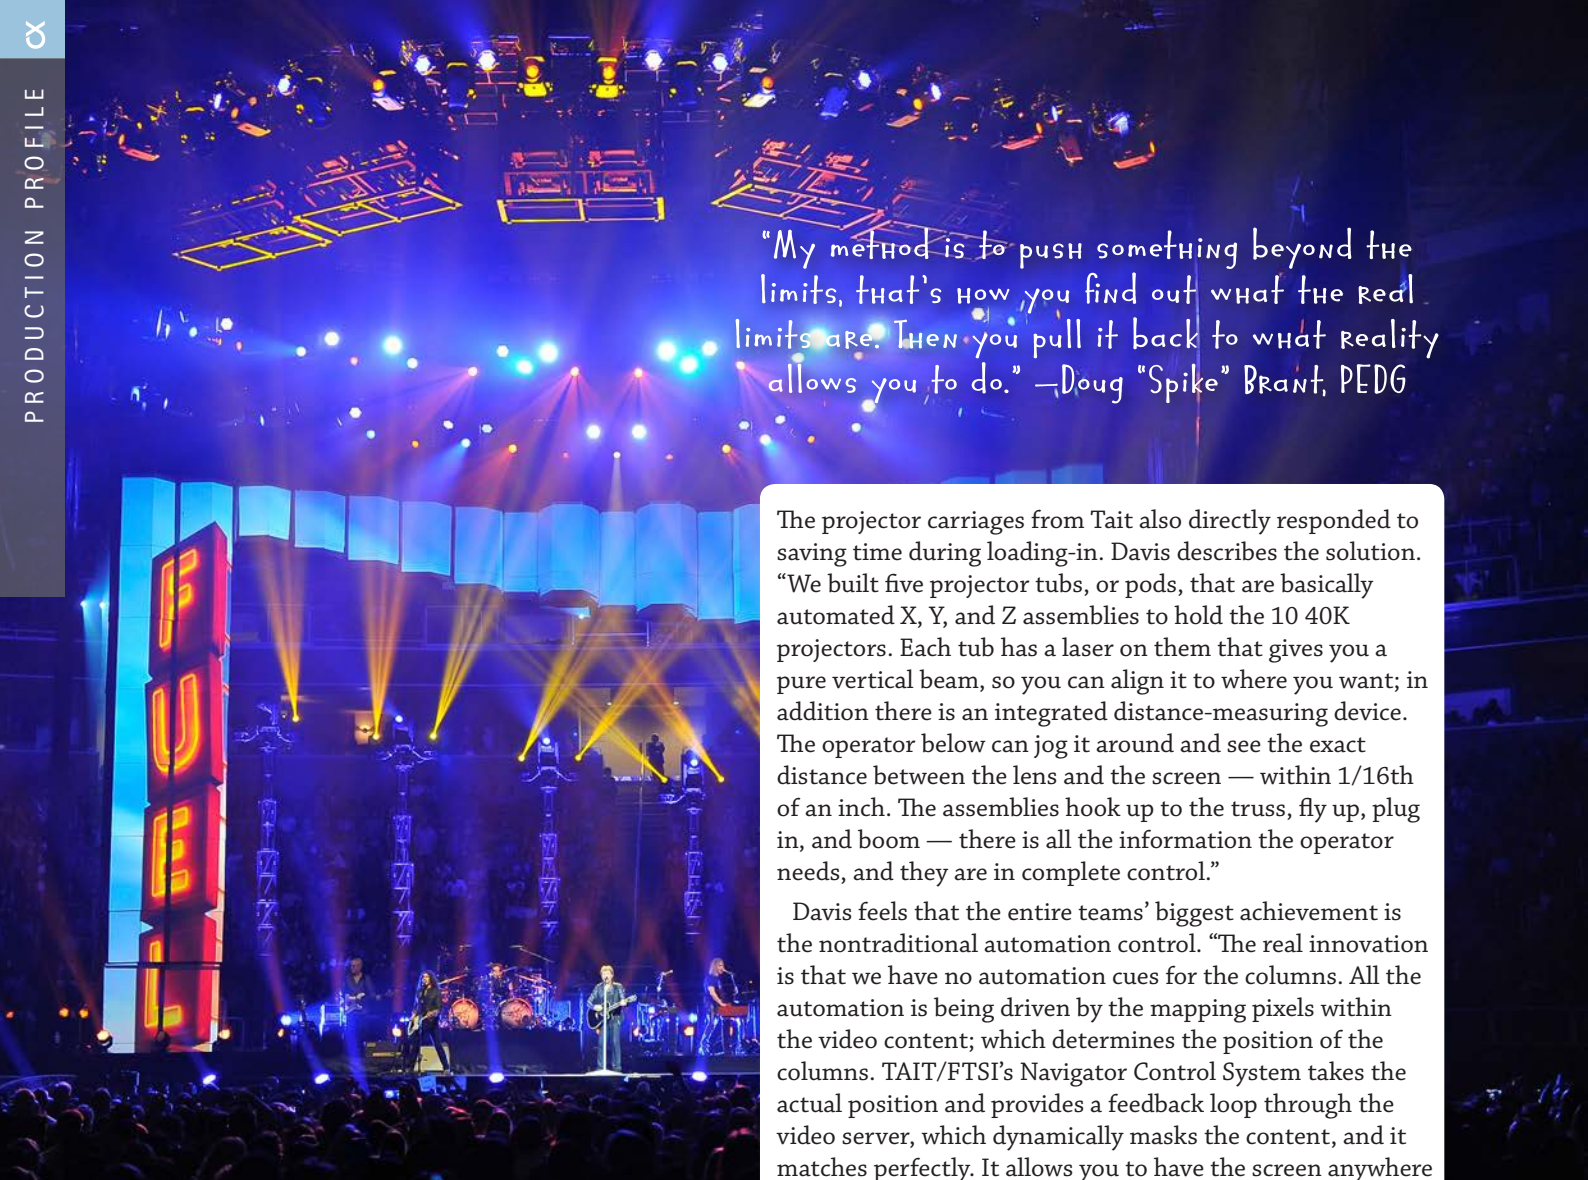 PRODUCTION PROFILE
“My method is to push something beyond the
limits, that's how you find out what the real
limits are. Then you pull it back to what reality
allows you to do.” —Doug “Spike” Brant, PEDG
FUEL
The projector carriages from Tait also directly responded to
saving time during loading-in. Davis describes the solution.
“We built five projector tubs, or pods, that are basically
automated X, Y, and Z assemblies to hold the 10 40K
projectors. Each tub has a laser on them that gives you a
pure vertical beam, so you can align it to where you want; in
addition there is an integrated distance-measuring device.
The operator below can jog it around and see the exact
distance between the lens and the screen — within 1/16th
of an inch. The assemblies hook up to the truss, fly up, plug
in, and boom — there is all the information the operator
needs, and they are in complete control.”
Davis feels that the entire teams’ biggest achievement is
the nontraditional automation control. “The real innovation
is that we have no automation cues for the columns. All the
automation is being driven by the mapping pixels within
the video content; which determines the position of the
columns. TAIT/FTSI’s Navigator Control System takes the
actual position and provides a feedback loop through the
video server, which dynamically masks the content, and it
matches perfectly. It allows you to have the screen anywhere